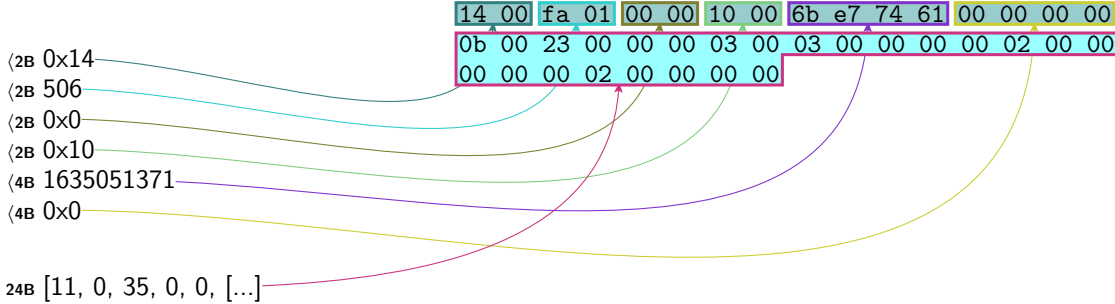 14 00 fa 01 00 00 10 00 6b e7 74 61 00 00 00 00
0b 00 23 00 00 00 03 00 03 00 00 00 00 02 00 00
00 00 00 02 00 00 00 00
⟨2B 0x14
⟨2B 506
⟨2B 0x0
⟨2B 0x10
⟨4B 1635051371
⟨4B 0x0
24B [11, 0, 35, 0, 0, [...]